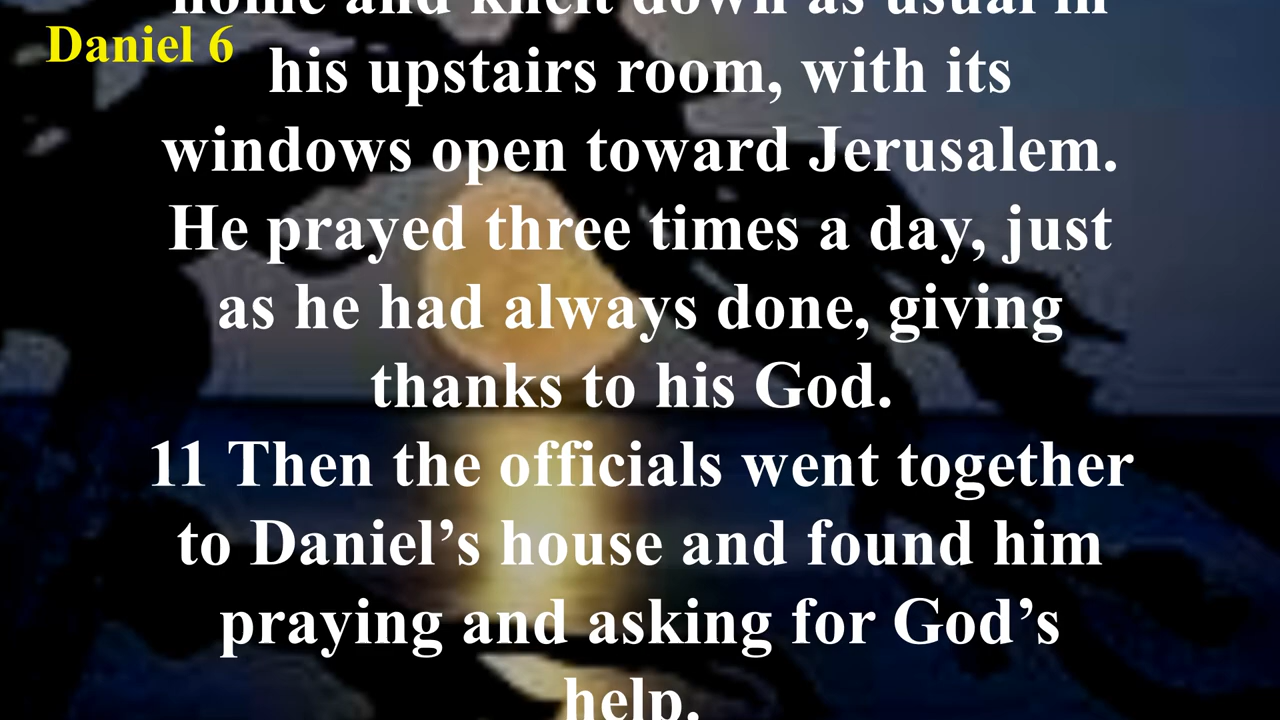 home and knelt down as usual in
Daniel 6
his upstairs room, with its
windows open toward Jerusalem.
He prayed three times a day, just
as he had always done, giving
thanks to his God.
11 Then the officials went together
to Daniel’s house and found him
praying and asking for God’s
help.